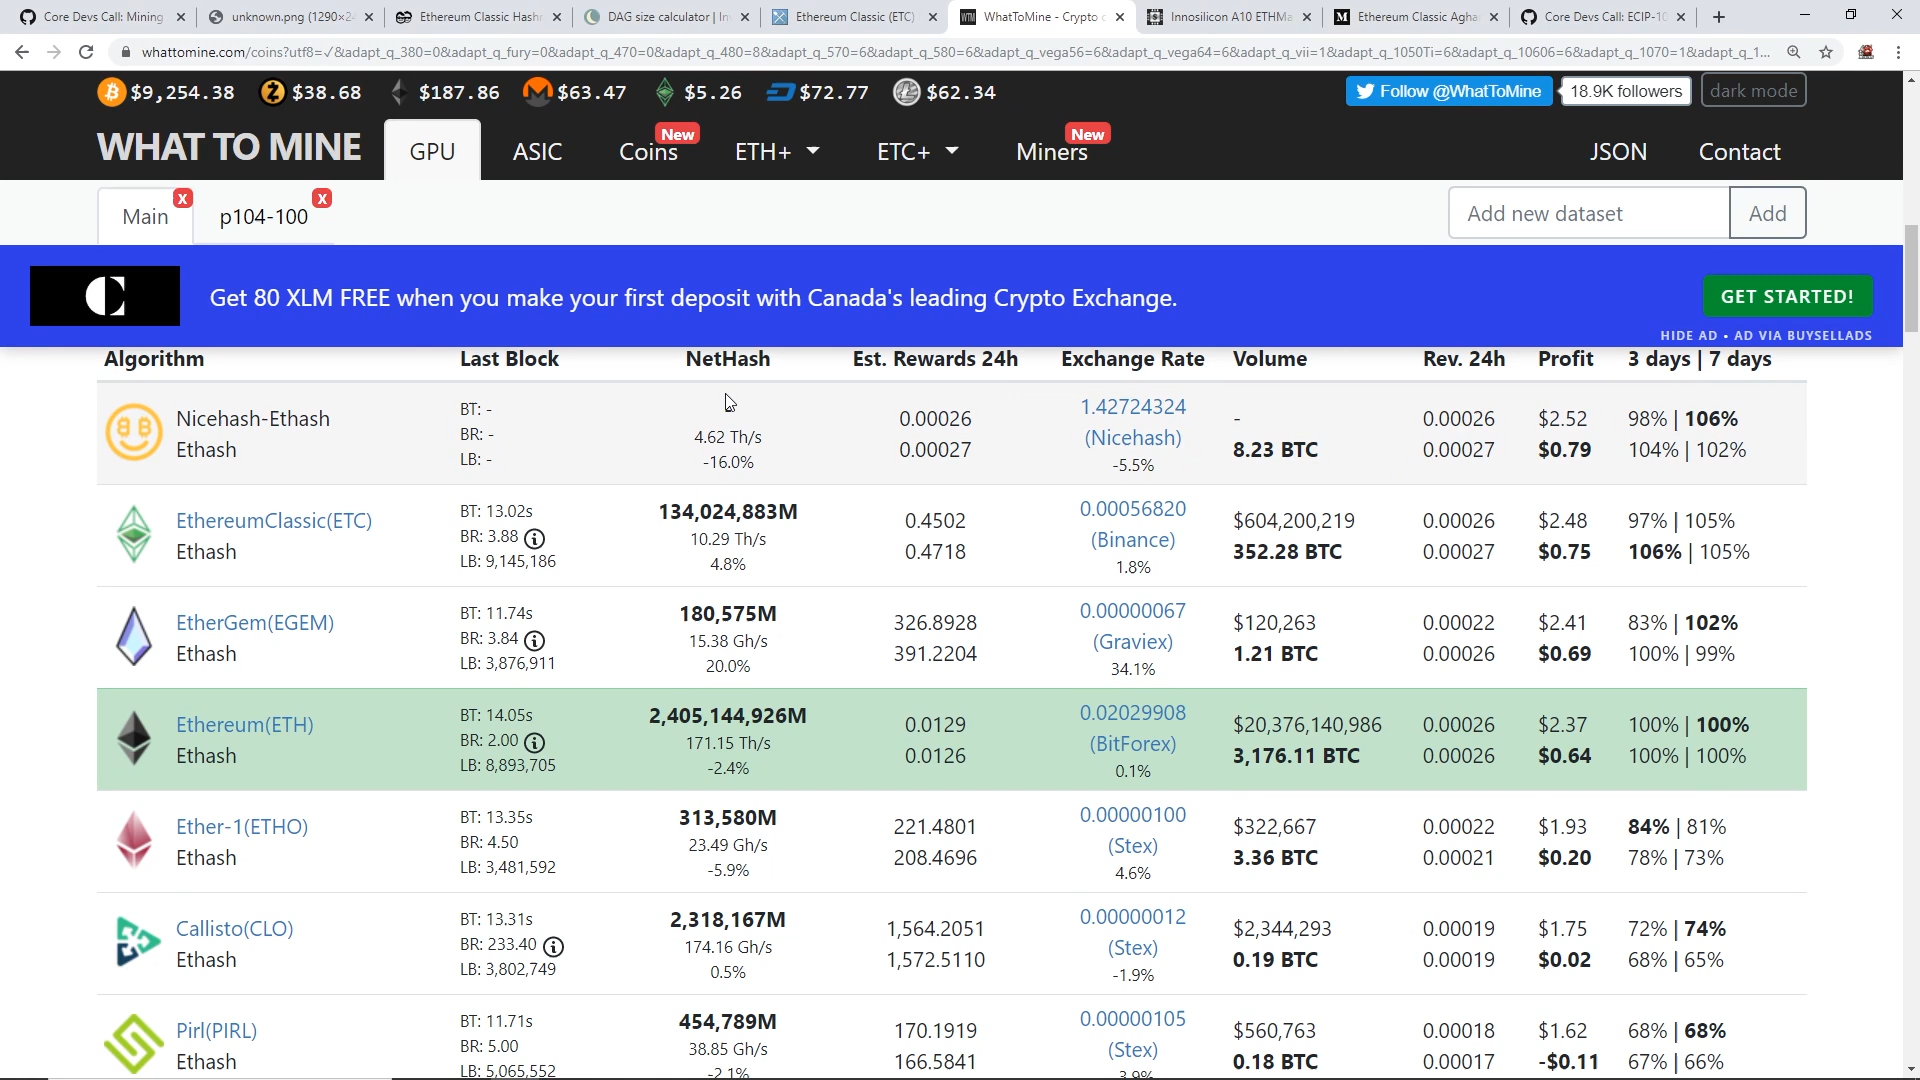 Core Devs Call: Mining
unknown.png (1290×2
Ethereum Classic Hashr
DAG size calculator | In
Ethereum Classic (ETC)
WhatToMine - Crypto c
Innosilicon A10 ETHMa
Ethereum Classic Agha
Core Devs Call: ECIP-10
whattomine.com/coins?utf8=✓&adapt_q_380=0&adapt_q_fury=0&adapt_q_470=0&adapt_q_480=8&adapt_q_570=6&adapt_q_580=6&adapt_q_vega56=6&adapt_q_vega64=6&adapt_q_vii=1&adapt_q_1050Ti=6&adapt_q_10606=6&adapt_q_1070=1&adapt_q_1...
$9,254.38 $38.68 $187.86 $63.47 $5.26 $72.77 $62.34
Follow @WhatToMine 18.9K followers dark mode
WHAT TO MINE GPU ASIC Coins New ETH+ ETC+ Miners New JSON Contact
Main x p104-100 x Add new dataset Add
Get 80 XLM FREE when you make your first deposit with Canada's leading Crypto Exchange.
GET STARTED!
HIDE AD • AD VIA BUYSELLADS
Algorithm Last Block NetHash Est. Rewards 24h Exchange Rate Volume Rev. 24h Profit 3 days | 7 days
Nicehash-Ethash
Ethash
BT: -
BR: -
LB: -
4.62 Th/s
-16.0%
0.00026
0.00027
1.42724324
(Nicehash)
-5.5%
-
8.23 BTC
0.00026
0.00027
$2.52
$0.79
98% | 106%
104% | 102%
EthereumClassic(ETC)
Ethash
BT: 13.02s
BR: 3.88
LB: 9,145,186
134,024,883M
10.29 Th/s
4.8%
0.4502
0.4718
0.00056820
(Binance)
1.8%
$604,200,219
352.28 BTC
0.00026
0.00027
$2.48
$0.75
97% | 105%
106% | 105%
EtherGem(EGEM)
Ethash
BT: 11.74s
BR: 3.84
LB: 3,876,911
180,575M
15.38 Gh/s
20.0%
326.8928
391.2204
0.00000067
(Graviex)
34.1%
$120,263
1.21 BTC
0.00022
0.00026
$2.41
$0.69
83% | 102%
100% | 99%
Ethereum(ETH)
Ethash
BT: 14.05s
BR: 2.00
LB: 8,893,705
2,405,144,926M
171.15 Th/s
-2.4%
0.0129
0.0126
0.02029908
(BitForex)
0.1%
$20,376,140,986
3,176.11 BTC
0.00026
0.00026
$2.37
$0.64
100% | 100%
100% | 100%
Ether-1(ETHO)
Ethash
BT: 13.35s
BR: 4.50
LB: 3,481,592
313,580M
23.49 Gh/s
-5.9%
221.4801
208.4696
0.00000100
(Stex)
4.6%
$322,667
3.36 BTC
0.00022
0.00021
$1.93
$0.20
84% | 81%
78% | 73%
Callisto(CLO)
Ethash
BT: 13.31s
BR: 233.40
LB: 3,802,749
2,318,167M
174.16 Gh/s
0.5%
1,564.2051
1,572.5110
0.00000012
(Stex)
-1.9%
$2,344,293
0.19 BTC
0.00019
0.00019
$1.75
$0.02
72% | 74%
68% | 65%
Pirl(PIRL)
Ethash
BT: 11.71s
BR: 5.00
LB: 5,065,552
454,789M
38.85 Gh/s
-2.1%
170.1919
166.5841
0.00000105
(Stex)
3.9%
$560,763
0.18 BTC
0.00018
0.00017
$1.62
-$0.11
68% | 68%
67% | 66%